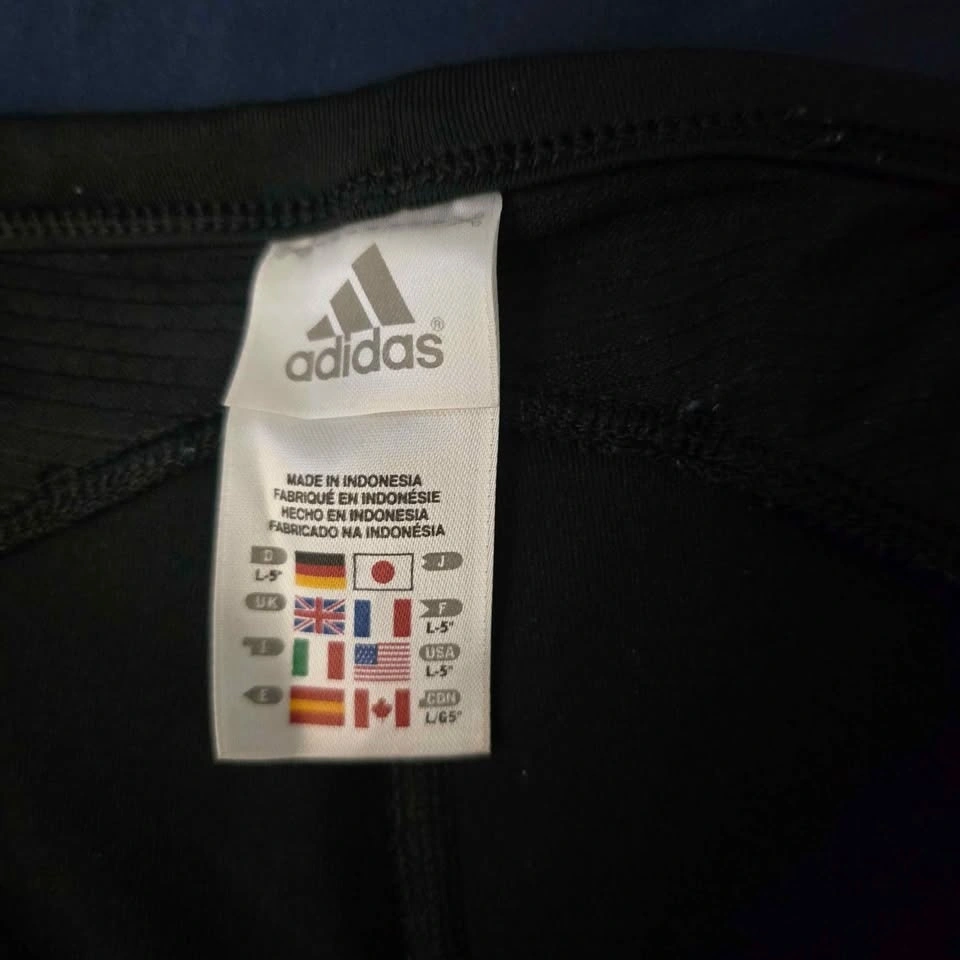 adidas®
MADE IN INDONESIA
FABRIQUÉ EN INDONÉSIE
HECHO EN INDONESIA
FABRICADO NA INDONÉSIA
D J
L-5"
UK F
L-5"
I USA
L-5"
E CDN
L/G5"